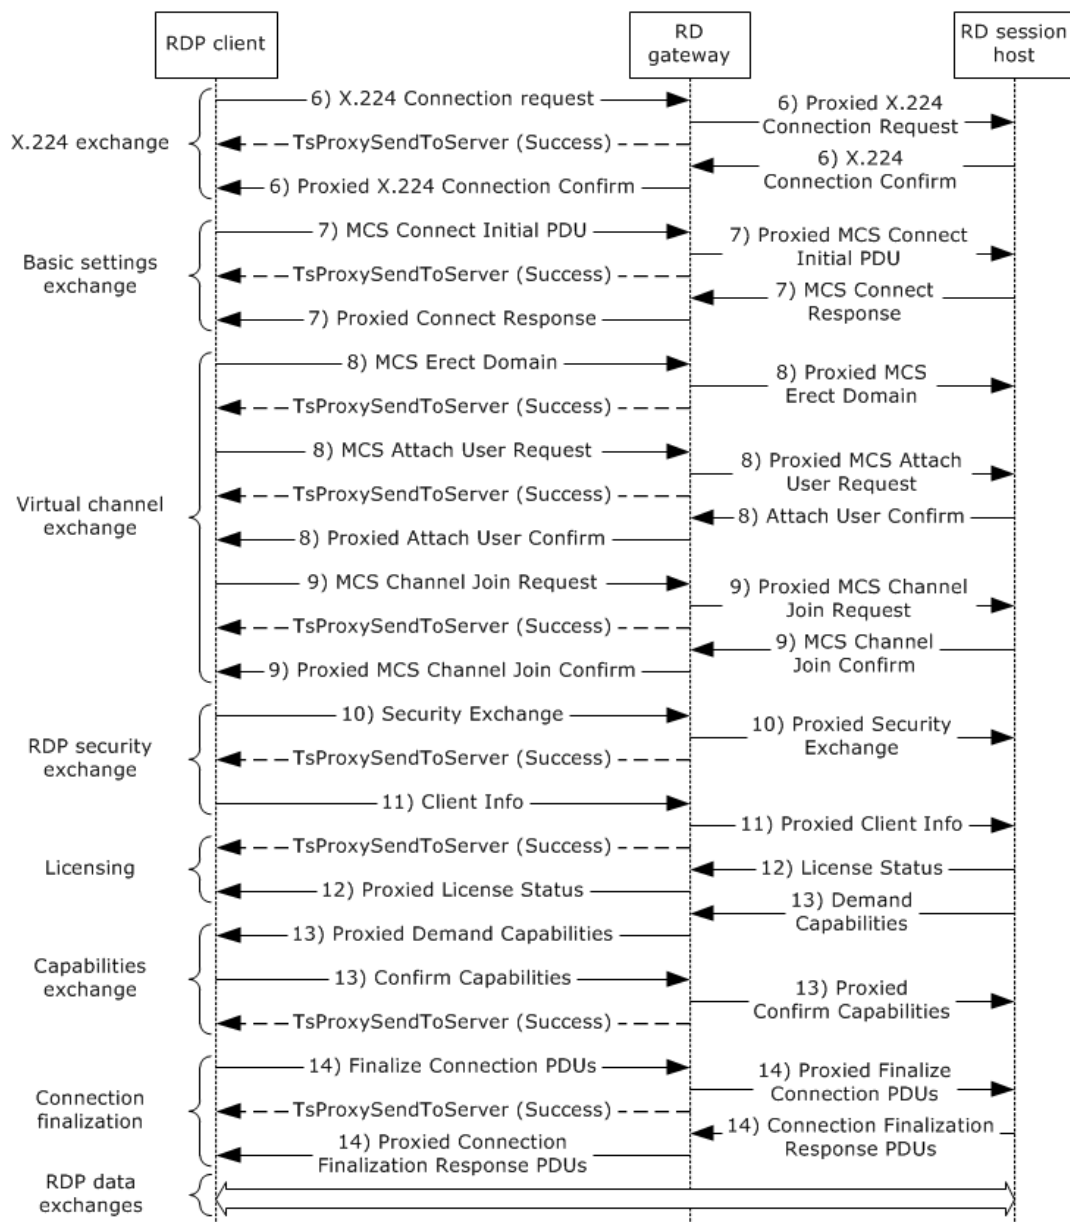 RDP client
RD
gateway
RD session
host
X.224 exchange
6) X.224 Connection request
6) Proxied X.224
Connection Request
TsProxySendToServer (Success)
6) X.224
Connection Confirm
6) Proxied X.224 Connection Confirm
Basic settings
exchange
7) MCS Connect Initial PDU
7) Proxied MCS Connect
Initial PDU
TsProxySendToServer (Success)
7) MCS Connect
Response
7) Proxied Connect Response
Virtual channel
exchange
8) MCS Erect Domain
8) Proxied MCS
Erect Domain
TsProxySendToServer (Success)
8) MCS Attach User Request
8) Proxied MCS Attach
User Request
TsProxySendToServer (Success)
8) Attach User Confirm
8) Proxied Attach User Confirm
9) MCS Channel Join Request
9) Proxied MCS Channel
Join Request
TsProxySendToServer (Success)
9) MCS Channel
Join Confirm
9) Proxied MCS Channel Join Confirm
RDP security
exchange
10) Security Exchange
10) Proxied Security
Exchange
TsProxySendToServer (Success)
11) Client Info
11) Proxied Client Info
Licensing
TsProxySendToServer (Success)
12) License Status
12) Proxied License Status
13) Demand
Capabilities
Capabilities
exchange
13) Proxied Demand Capabilities
13) Confirm Capabilities
13) Proxied
Confirm Capabilities
TsProxySendToServer (Success)
Connection
finalization
14) Finalize Connection PDUs
14) Proxied Finalize
Connection PDUs
TsProxySendToServer (Success)
14) Connection Finalization
Response PDUs
14) Proxied Connection
Finalization Response PDUs
RDP data
exchanges